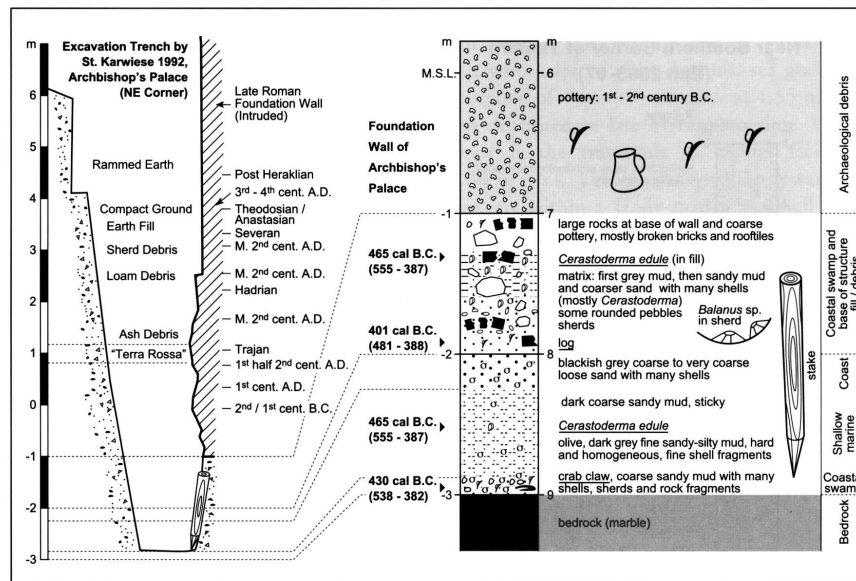 m
Excavation Trench by
St. Karwiese 1992,
Archbishop's Palace
(NE Corner)
6
5
4
3
2
1
0
-1
-2
-3
Rammed Earth
Compact Ground
Earth Fill
Sherd Debris
Loam Debris
Ash Debris
"Terra Rossa"
Late Roman
Foundation Wall
(Intruded)
Post Heraklian
3rd - 4th cent. A.D.
Theodosian /
Anastasian
Severan
M. 2nd cent. A.D.
M. 2nd cent. A.D.
Hadrian
M. 2nd cent. A.D.
Trajan
1st half 2nd cent. A.D.
1st cent. A.D.
2nd / 1st cent. B.C.
Foundation
Wall of
Archbishop's
Palace
465 cal B.C.
(555 - 387)
401 cal B.C.
(481 - 388)
465 cal B.C.
(555 - 387)
430 cal B.C.
(538 - 382)
m
M.S.L.
-1
-2
-3
m
6
7
8
9
pottery: 1st - 2nd century B.C.
large rocks at base of wall and coarse
pottery, mostly broken bricks and rooftiles
Cerastoderma edule (in fill)
matrix: first grey mud, then sandy mud
and coarser sand with many shells
(mostly Cerastoderma)
some rounded pebbles
sherds
log
Balanus sp.
in sherd
blackish grey coarse to very coarse
loose sand with many shells
dark coarse sandy mud, sticky
Cerastoderma edule
olive, dark grey fine sandy-silty mud, hard
and homogeneous, fine shell fragments
crab claw, coarse sandy mud with many
shells, sherds and rock fragments
bedrock (marble)
stake
Archaeological debris
Coastal swamp and
base of structure
fill / debris
Coast
Shallow
marine
Coastal
swamp
Bedrock